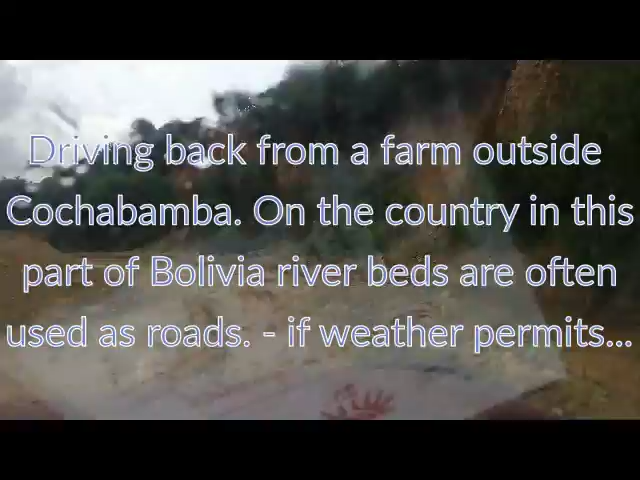 Driving back from a farm outside
Cochabamba. On the country in this
part of Bolivia river beds are often
used as roads. - if weather permits...